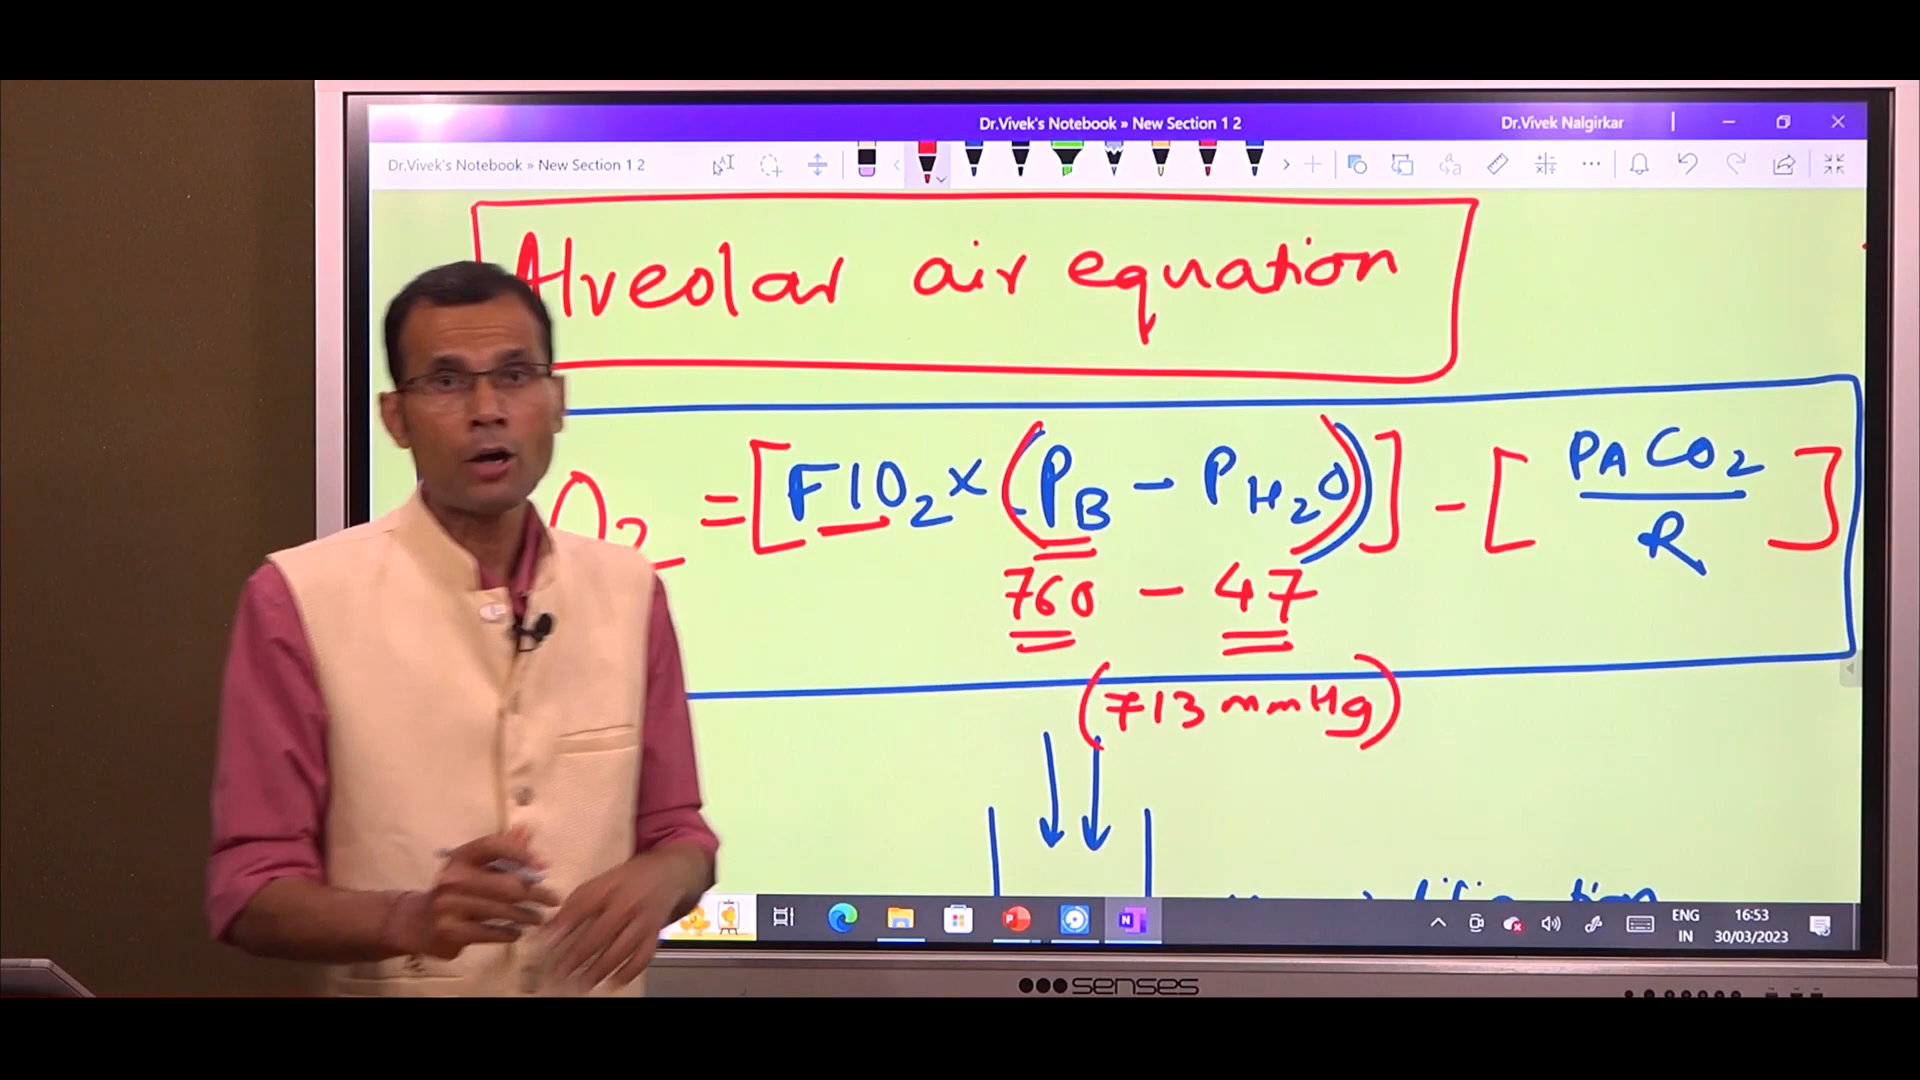 Dr.Vivek's Notebook » New Section 1 2
Dr.Vivek Nalgirkar
Dr.Vivek's Notebook » New Section 1 2
Alveolar air equation
O2 = [FIO2 × (PB - PH2O)] - [PACO2 / R]
760 - 47
(713 mmHg)
ENG
IN
16:53
30/03/2023
senses